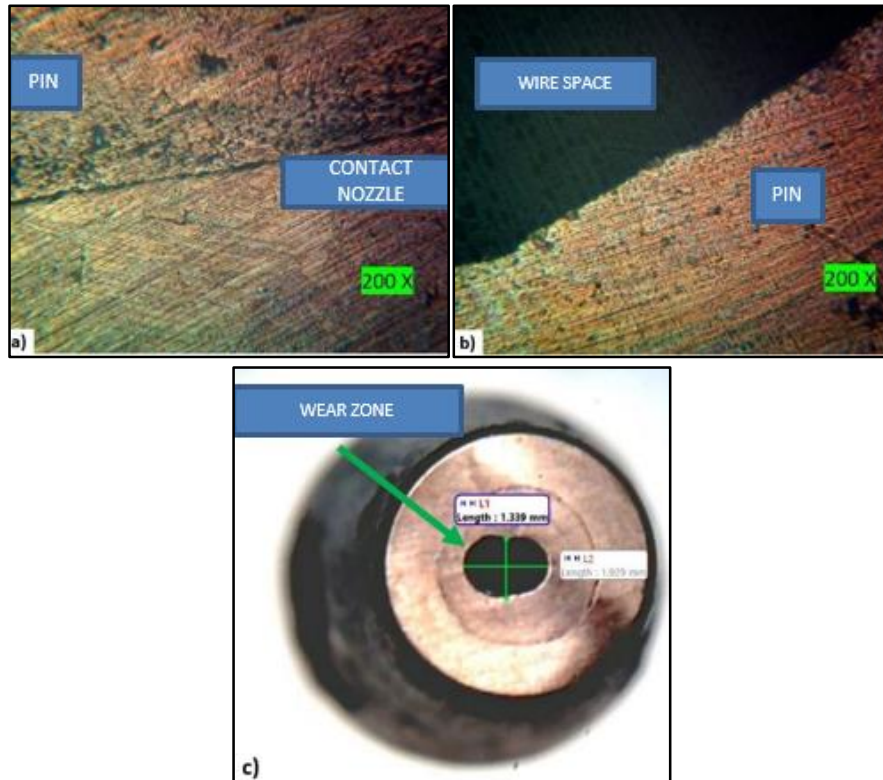 PIN
CONTACT
NOZZLE
200 X
a)
WIRE SPACE
PIN
200 X
b)
WEAR ZONE
L1
Length : 1.339 mm
L2
Length : 1.929 mm
c)